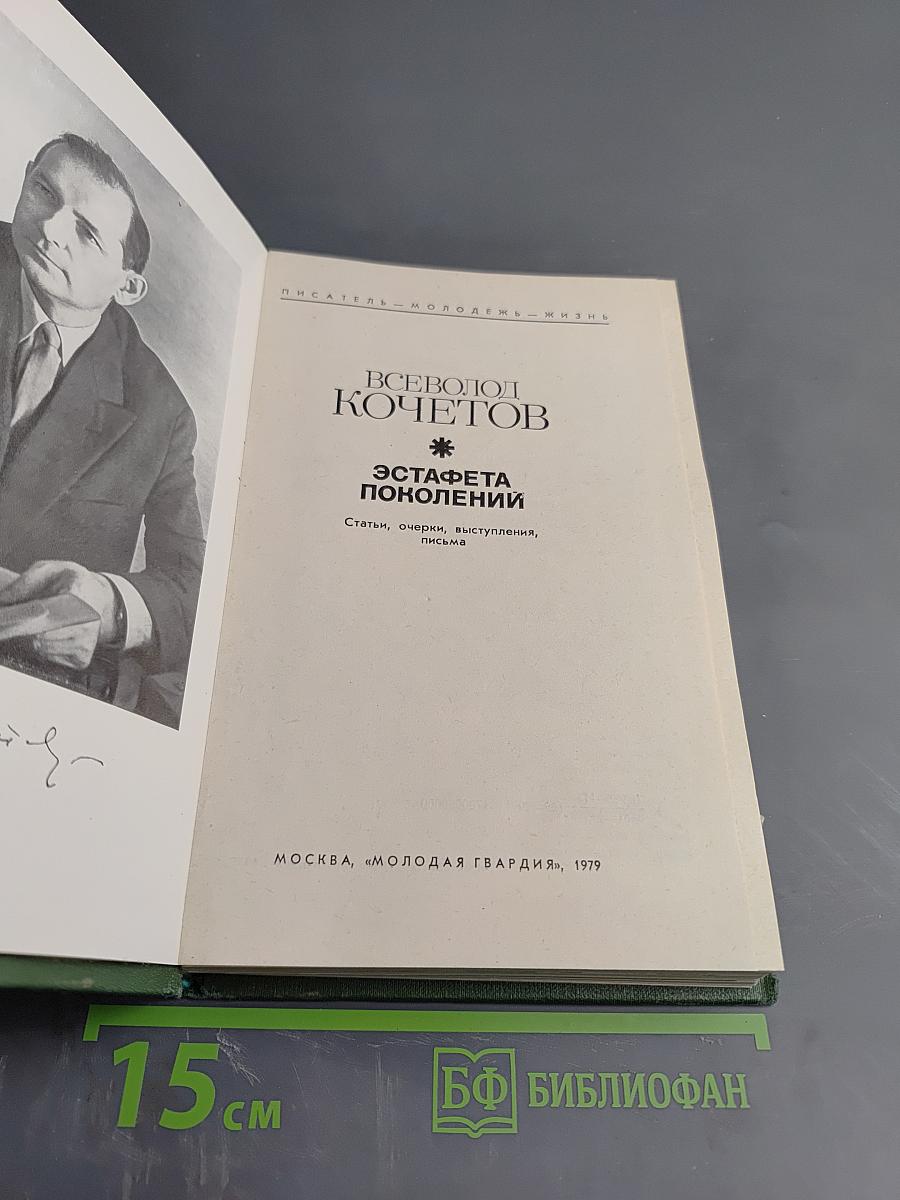 ПИСАТЕЛЬ — МОЛОДЕЖЬ — ЖИЗНЬ
ВСЕВОЛОД
КОЧЕТОВ
*
ЭСТАФЕТА
ПОКОЛЕНИЙ
Статьи, очерки, выступления,
письма
МОСКВА, «МОЛОДАЯ ГВАРДИЯ», 1979
15 см
БФ БИБЛИОФАН